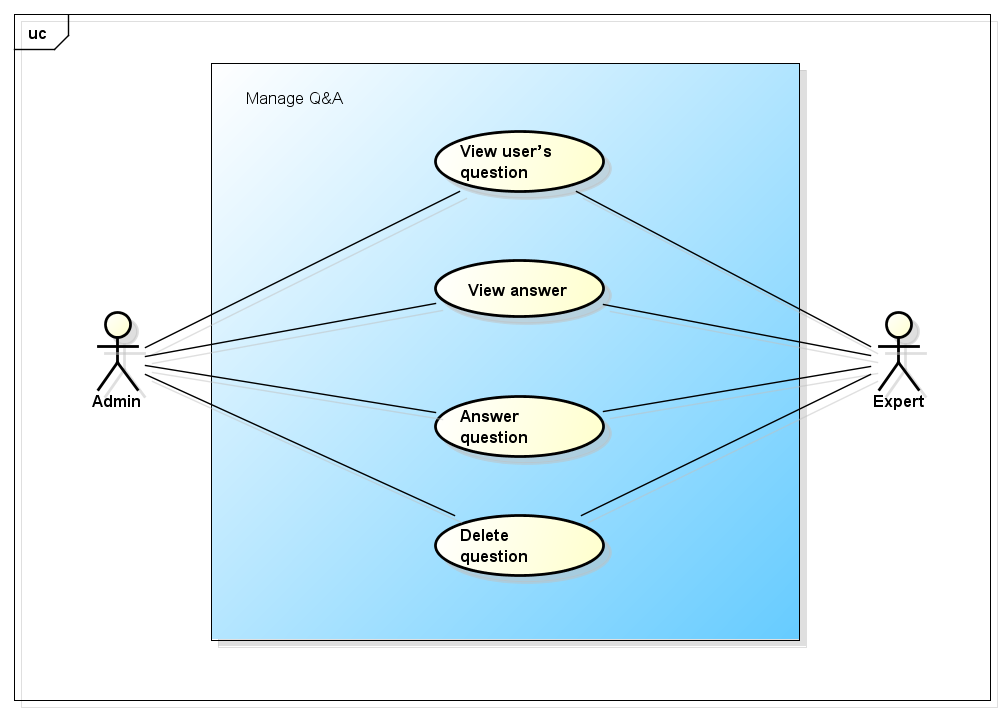 uc
Manage Q&A
View user's
question
View answer
Admin
Expert
Answer
question
Delete
question